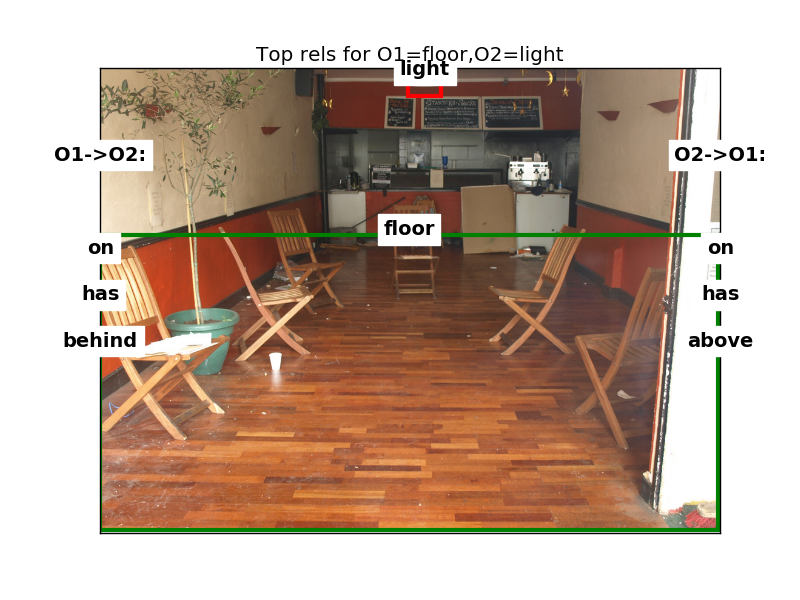 Top rels for O1=floor,O2=light
light
O1->O2:
O2->O1:
floor
on
on
has
has
behind
above